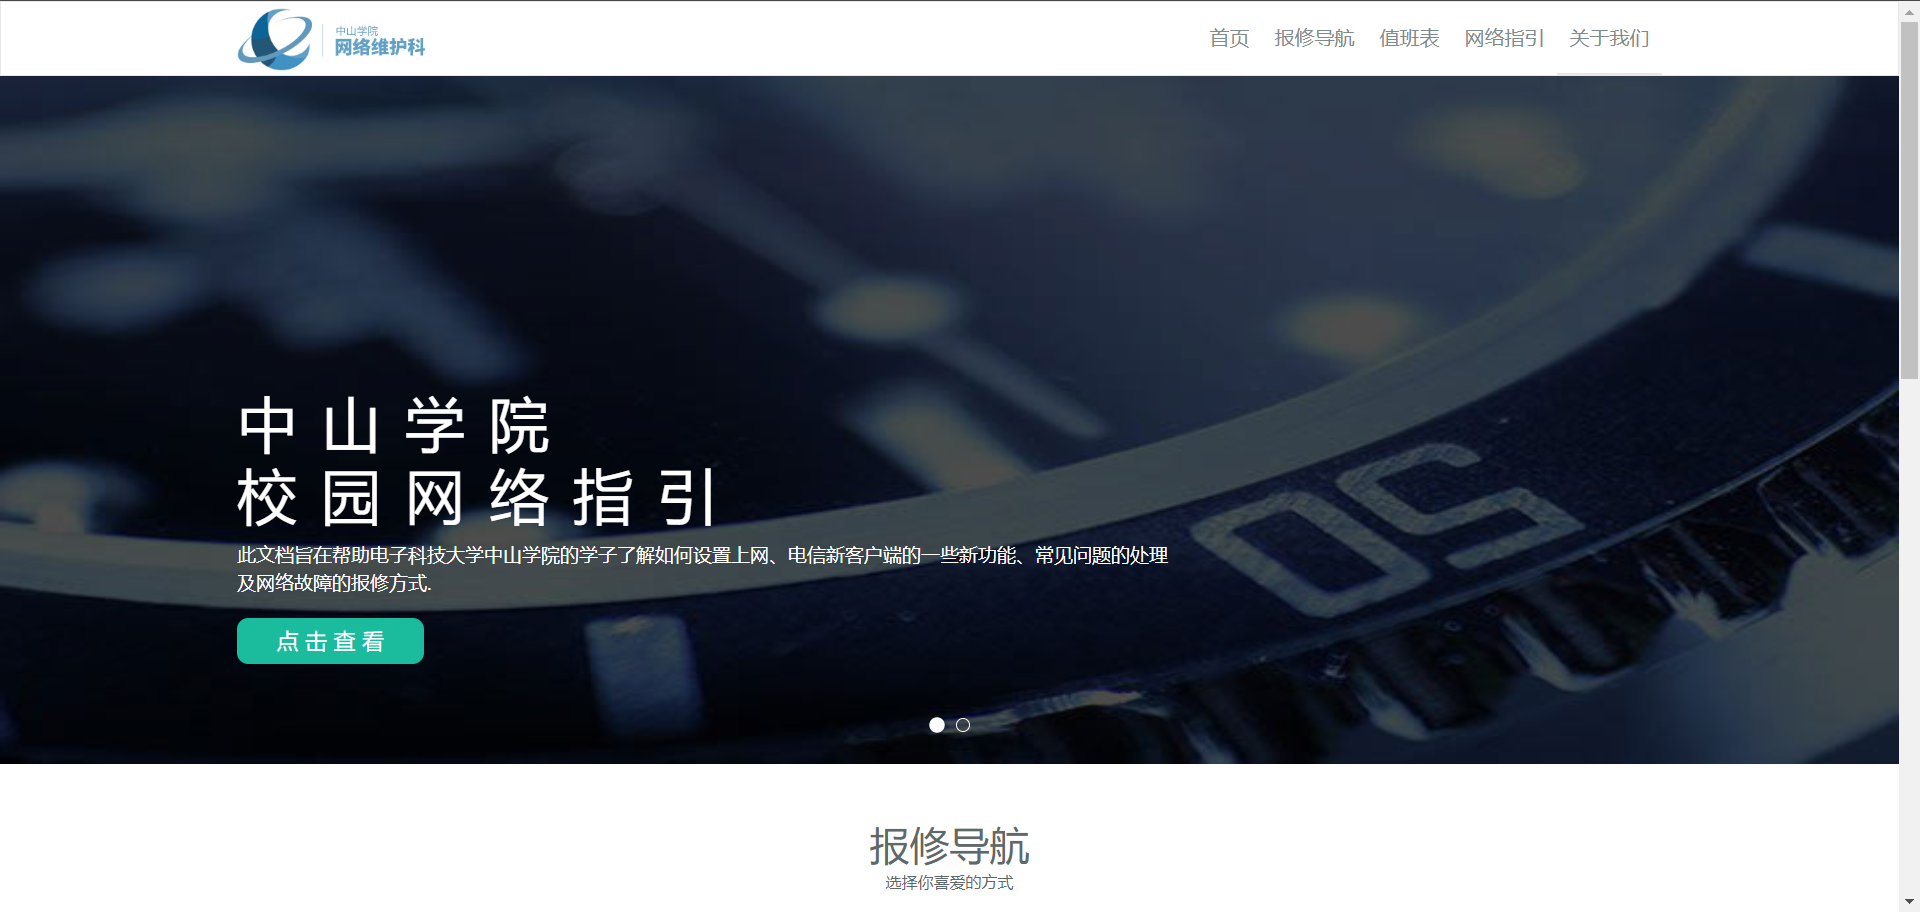 中山学院
网络维护科
首页 报修导航 值班表 网络指引 关于我们
50
中山学院
校园网络指引
此文档旨在帮助电子科技大学中山学院的学子了解如何设置上网、电信新客户端的一些新功能、常见问题的处理
及网络故障的报修方式.
点击查看
报修导航
选择你喜爱的方式